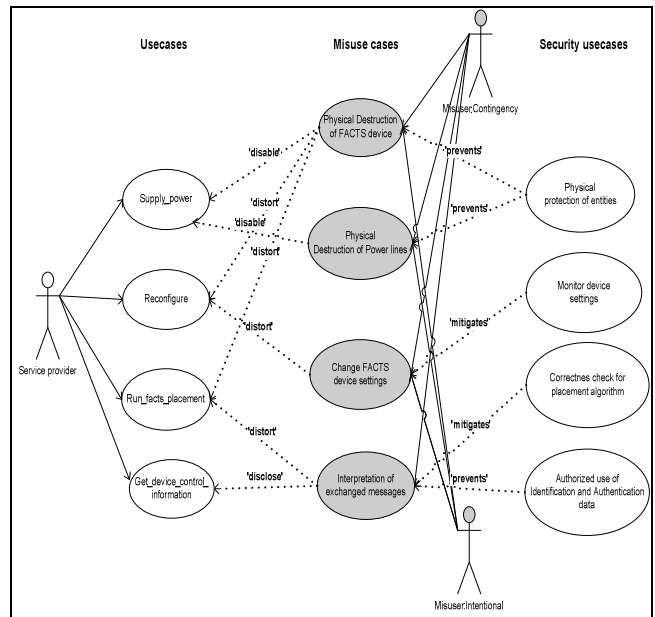 Usecases
Misuse cases
Security usecases
Misuser:Contingency
Physical Destruction
of FACTS device
'disable'
'prevents'
Physical
protection of entities
Supply_power
'distort'
'disable'
'prevents'
Physical
Destruction of Power lines
'distort'
Reconfigure
Monitor device
settings
'mitigates'
'distort'
Service provider
Change FACTS
device settings
Correctnes check for
placement algorithm
Run_facts_placement
'mitigates'
'distort'
Get_device_control_
information
'disclose'
Interpretation of
exchanged messages
'prevents'
Authorized use of
Identification and Authentication
data
Misuser:Intentional